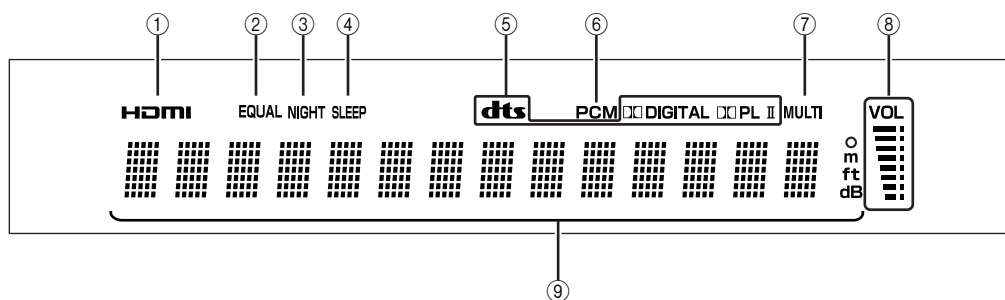 ① ② ③ ④ ⑤ ⑥ ⑦ ⑧
HDMI EQUAL NIGHT SLEEP dts PCM DIGITAL PL II MULTI VOL
m
ft
dB
⑨